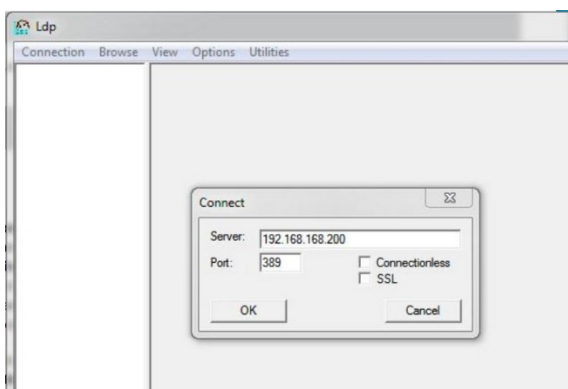 Ldp
Connection Browse View Options Utilities
Connect
Server: 192.168.168.200
Port: 389 Connectionless
SSL
OK Cancel